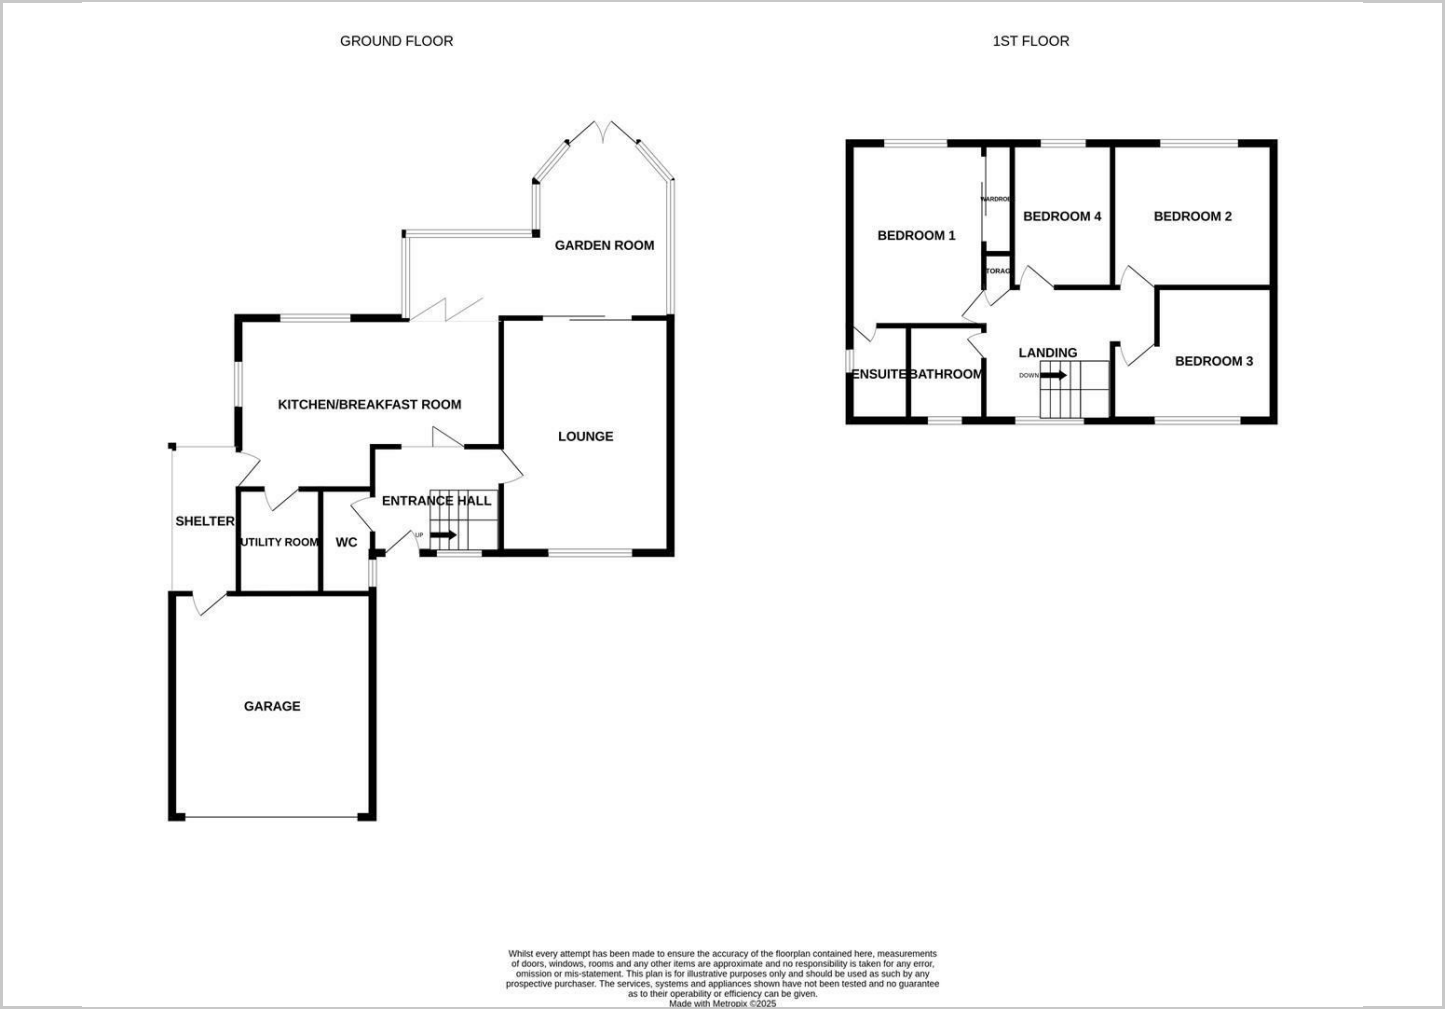 GROUND FLOOR
1ST FLOOR
GARDEN ROOM
KITCHEN/BREAKFAST ROOM
LOUNGE
ENTRANCE HALL
UP
SHELTER
UTILITY ROOM
WC
GARAGE
BEDROOM 1
WARDROBE
STORAGE
BEDROOM 4
BEDROOM 2
LANDING
DOWN
BEDROOM 3
ENSUITE
BATHROOM
Whilst every attempt has been made to ensure the accuracy of the floorplan contained here, measurements
of doors, windows, rooms and any other items are approximate and no responsibility is taken for any error,
omission or mis-statement. This plan is for illustrative purposes only and should be used as such by any
prospective purchaser. The services, systems and appliances shown have not been tested and no guarantee
as to their operability or efficiency can be given.
Made with Metropix ©2025